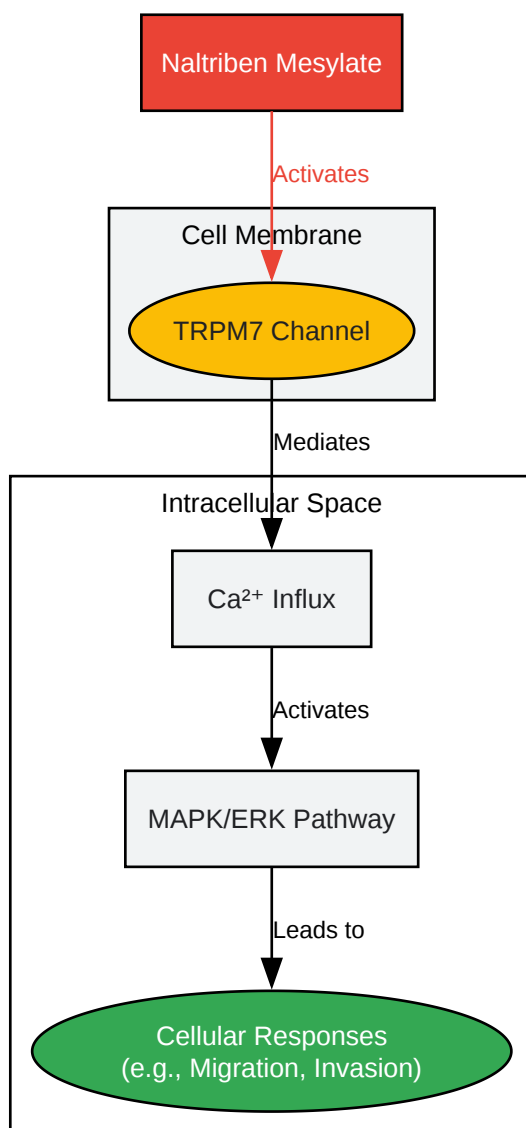 Naltriben Mesylate
Activates
Cell Membrane
TRPM7 Channel
Mediates
Intracellular Space
Ca²⁺ Influx
Activates
MAPK/ERK Pathway
Leads to
Cellular Responses
(e.g., Migration, Invasion)